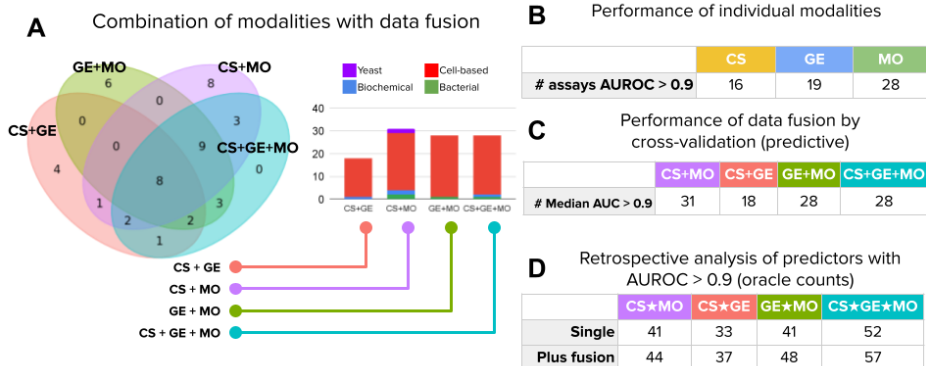 A
Combination of modalities with data fusion
GE+MO
CS+MO
CS+GE
CS+GE+MO
6
8
0
0
3
0
9
4
0
8
1
3
2
2
1
Yeast
Cell-based
Biochemical
Bacterial
40
30
20
10
0
CS+GE
CS+MO
GE+MO
CS+GE+MO
CS + GE
CS + MO
GE + MO
CS + GE + MO
B
Performance of individual modalities
CS GE MO
# assays AUROC > 0.9 16 19 28
C
Performance of data fusion by
cross-validation (predictive)
CS+MO CS+GE GE+MO CS+GE+MO
# Median AUC > 0.9 31 18 28 28
D
Retrospective analysis of predictors with
AUROC > 0.9 (oracle counts)
CS★MO CS★GE GE★MO CS★GE★MO
Single 41 33 41 52
Plus fusion 44 37 48 57